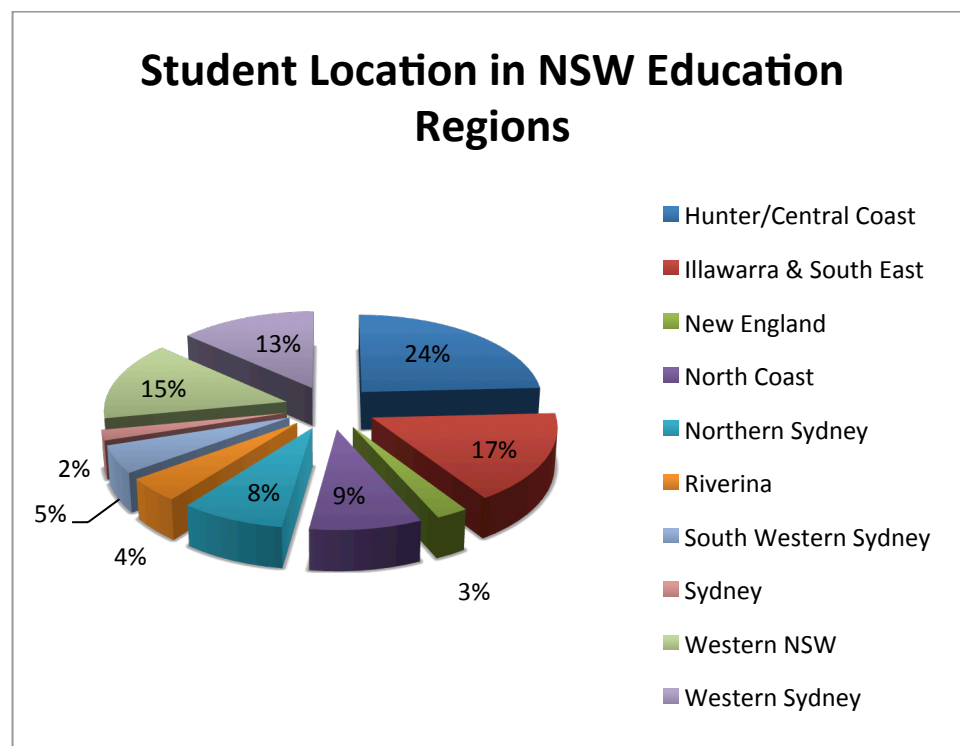 Student Location in NSW Education
Regions
Hunter/Central Coast
Illawarra & South East
New England
North Coast
Northern Sydney
Riverina
South Western Sydney
Sydney
Western NSW
Western Sydney
24%
17%
3%
9%
8%
4%
5%
2%
15%
13%